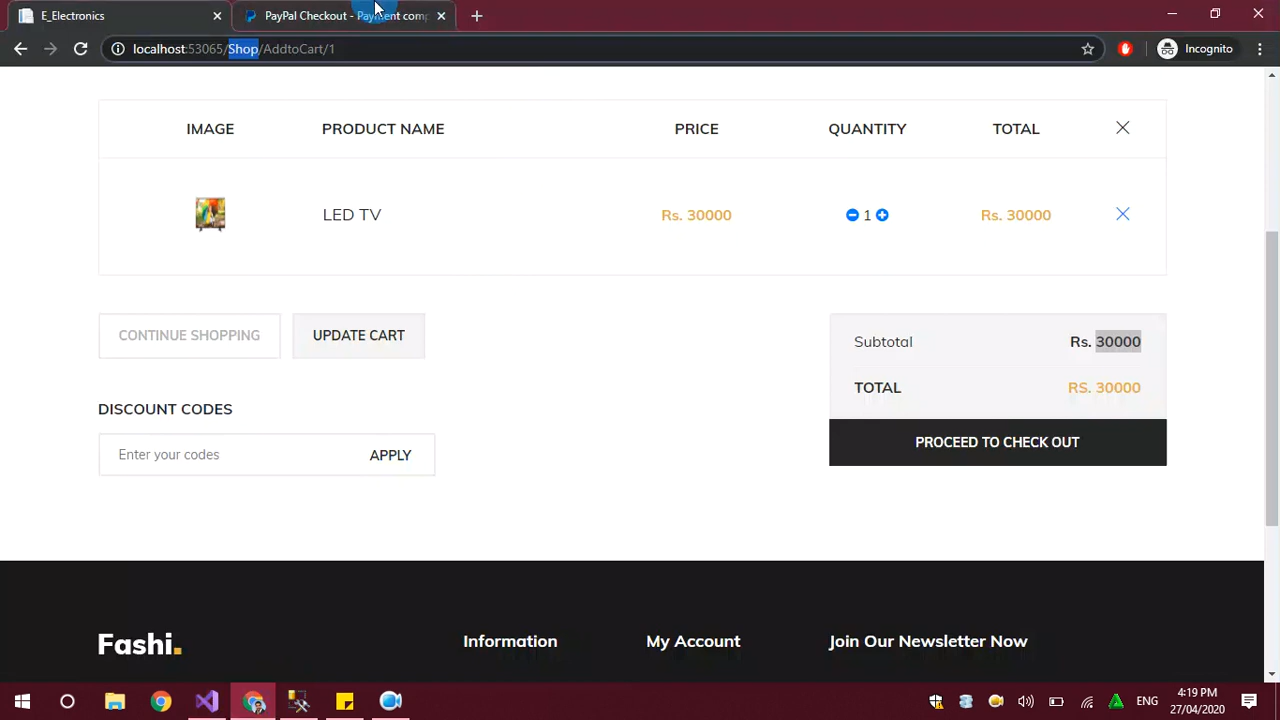 E_Electronics
PayPal Checkout - Payment comp
localhost:53065/Shop/AddtoCart/1
Incognito
IMAGE PRODUCT NAME PRICE QUANTITY TOTAL
LED TV Rs. 30000 1 Rs. 30000
CONTINUE SHOPPING UPDATE CART
Subtotal Rs. 30000
TOTAL RS. 30000
DISCOUNT CODES
PROCEED TO CHECK OUT
Enter your codes APPLY
Fashi. Information My Account Join Our Newsletter Now
ENG
4:19 PM
27/04/2020